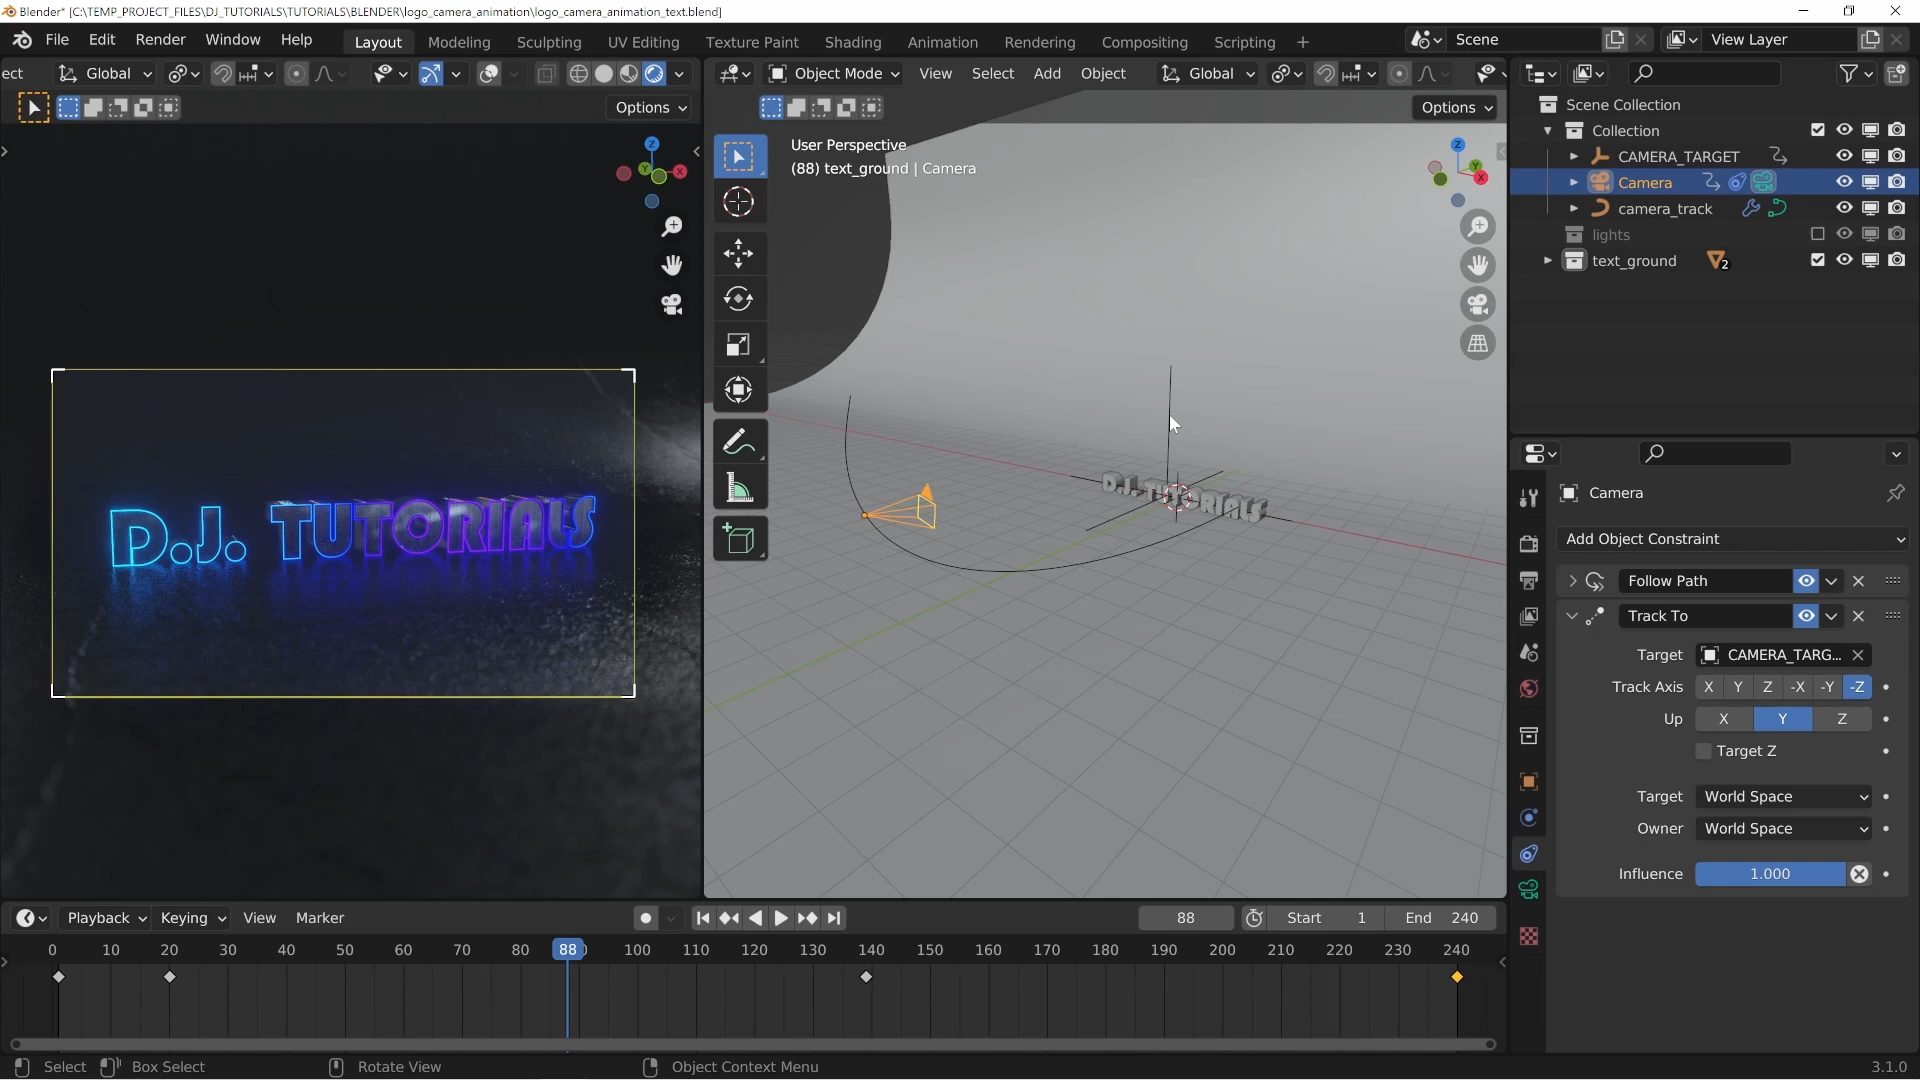 Blender* [C:\TEMP_PROJECT_FILES\DJ_TUTORIALS\TUTORIALS\BLENDER\logo_camera_animation\logo_camera_animation_text.blend]
File Edit Render Window Help Layout Modeling Sculpting UV Editing Texture Paint Shading Animation Rendering Compositing Scripting + Scene View Layer
ect Global Object Mode View Select Add Object Global
Options Options
Scene Collection
Collection
CAMERA_TARGET
Camera
camera_track
lights
text_ground 2
User Perspective
(88) text_ground | Camera
Z
Y
X
Z
Y
X
D.J. TUTORIALS
D.J. TUTORIALS
Camera
Add Object Constraint
Follow Path
Track To
Target CAMERA_TARG...
Track Axis X Y Z -X -Y -Z
Up X Y Z
Target Z
Target World Space
Owner World Space
Influence 1.000
Playback Keying View Marker 88 Start 1 End 240
0 10 20 30 40 50 60 70 80 88 100 110 120 130 140 150 160 170 180 190 200 210 220 230 240
Select Box Select Rotate View Object Context Menu 3.1.0